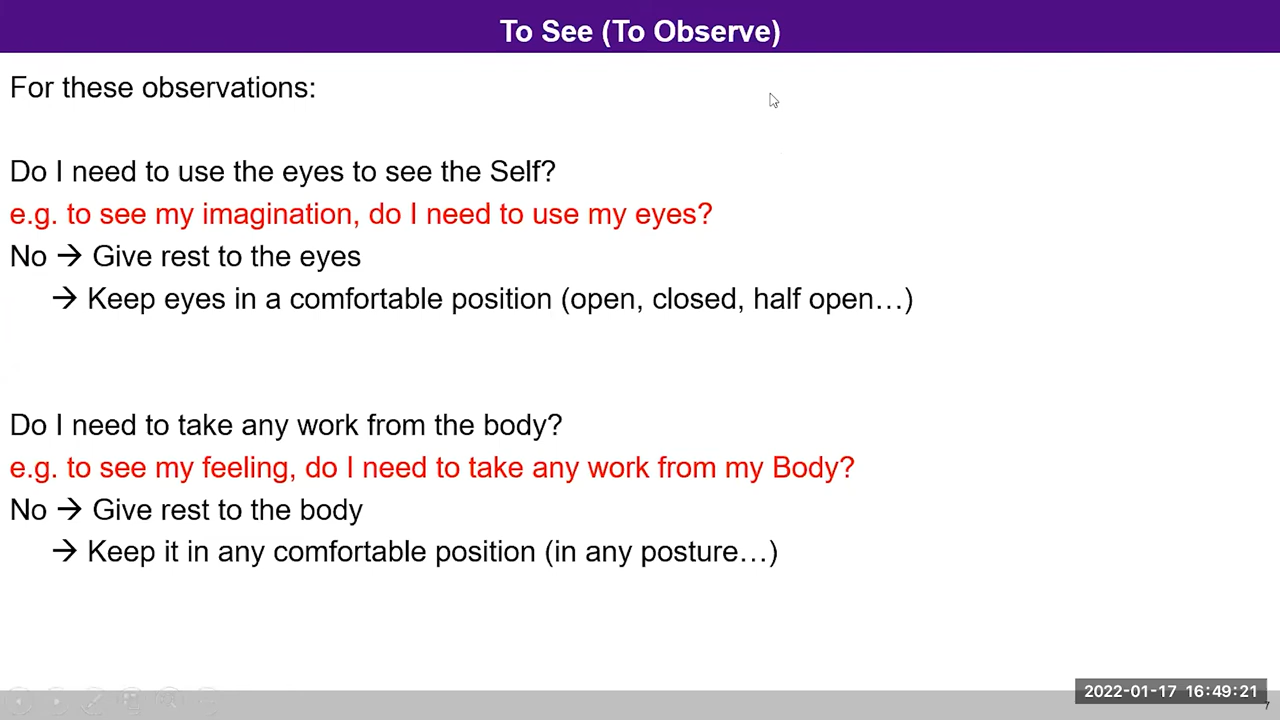 To See (To Observe)
For these observations:
Do I need to use the eyes to see the Self?
e.g. to see my imagination, do I need to use my eyes?
No → Give rest to the eyes
→ Keep eyes in a comfortable position (open, closed, half open…)
Do I need to take any work from the body?
e.g. to see my feeling, do I need to take any work from my Body?
No → Give rest to the body
→ Keep it in any comfortable position (in any posture…)
2022-01-17 16:49:21
7